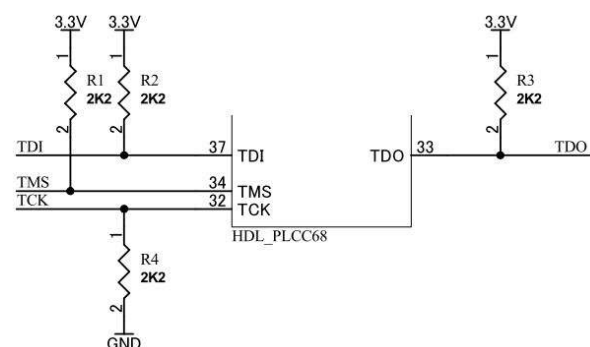 3.3V 3.3V 3.3V
1 1 1
R1 R2 R3
2K2 2K2 2K2
2 2 2
TDI 37 TDI TDO 33 TDO
TMS 34 TMS
TCK 32 TCK
HDL_PLCC68
1
R4
2K2
2
GND